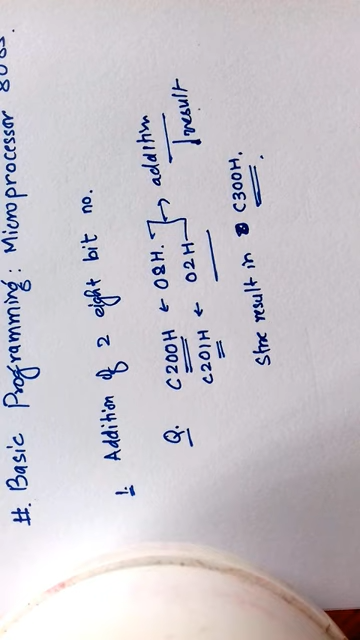 #. Basic Programming: Microprocessor 8085.
1. Addition of 2 eight bit no.
Q. C200H ← 08H. → addition result
C201H ← 02H
Store result in C300H.